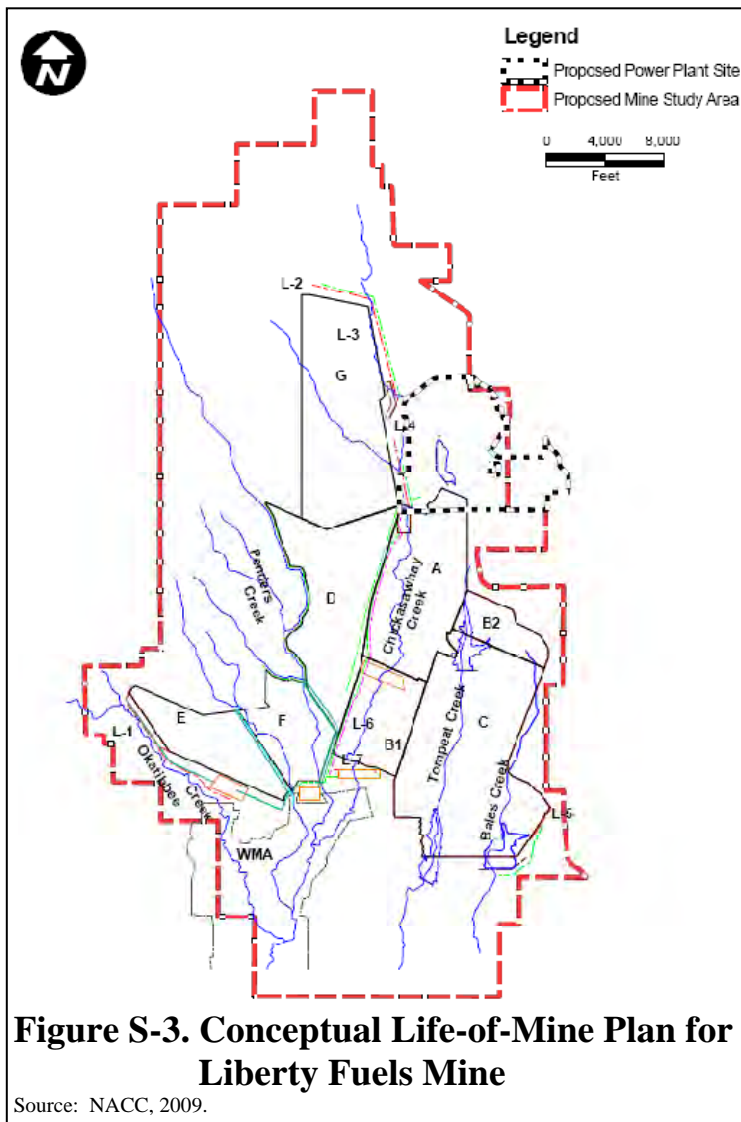 N
Legend
Proposed Power Plant Site
Proposed Mine Study Area
0 4,000 8,000
Feet
L-2
L-3
G
L-4
A
Penders
Creek
D
Chickasawhay
Creek
B2
E
F
L-6
B1
C
Tompeat Creek
L-1
Okatibbee
Creek
L-7
Bales Creek
L-5
WMA
Figure S-3. Conceptual Life-of-Mine Plan for
Liberty Fuels Mine
Source: NACC, 2009.